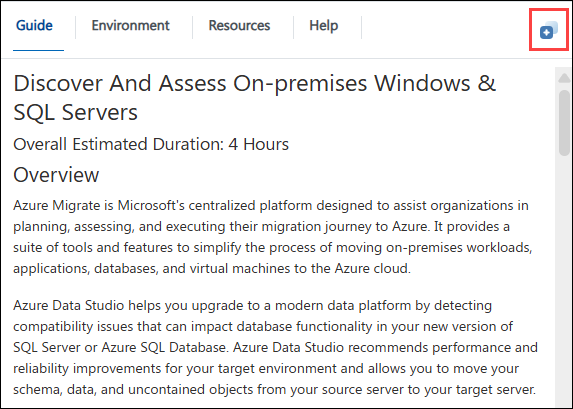 Guide
Environment
Resources
Help
Discover And Assess On-premises Windows &
SQL Servers
Overall Estimated Duration: 4 Hours
Overview
Azure Migrate is Microsoft's centralized platform designed to assist organizations in
planning, assessing, and executing their migration journey to Azure. It provides a
suite of tools and features to simplify the process of moving on-premises workloads,
applications, databases, and virtual machines to the Azure cloud.
Azure Data Studio helps you upgrade to a modern data platform by detecting
compatibility issues that can impact database functionality in your new version of
SQL Server or Azure SQL Database. Azure Data Studio recommends performance and
reliability improvements for your target environment and allows you to move your
schema, data, and uncontained objects from your source server to your target server.